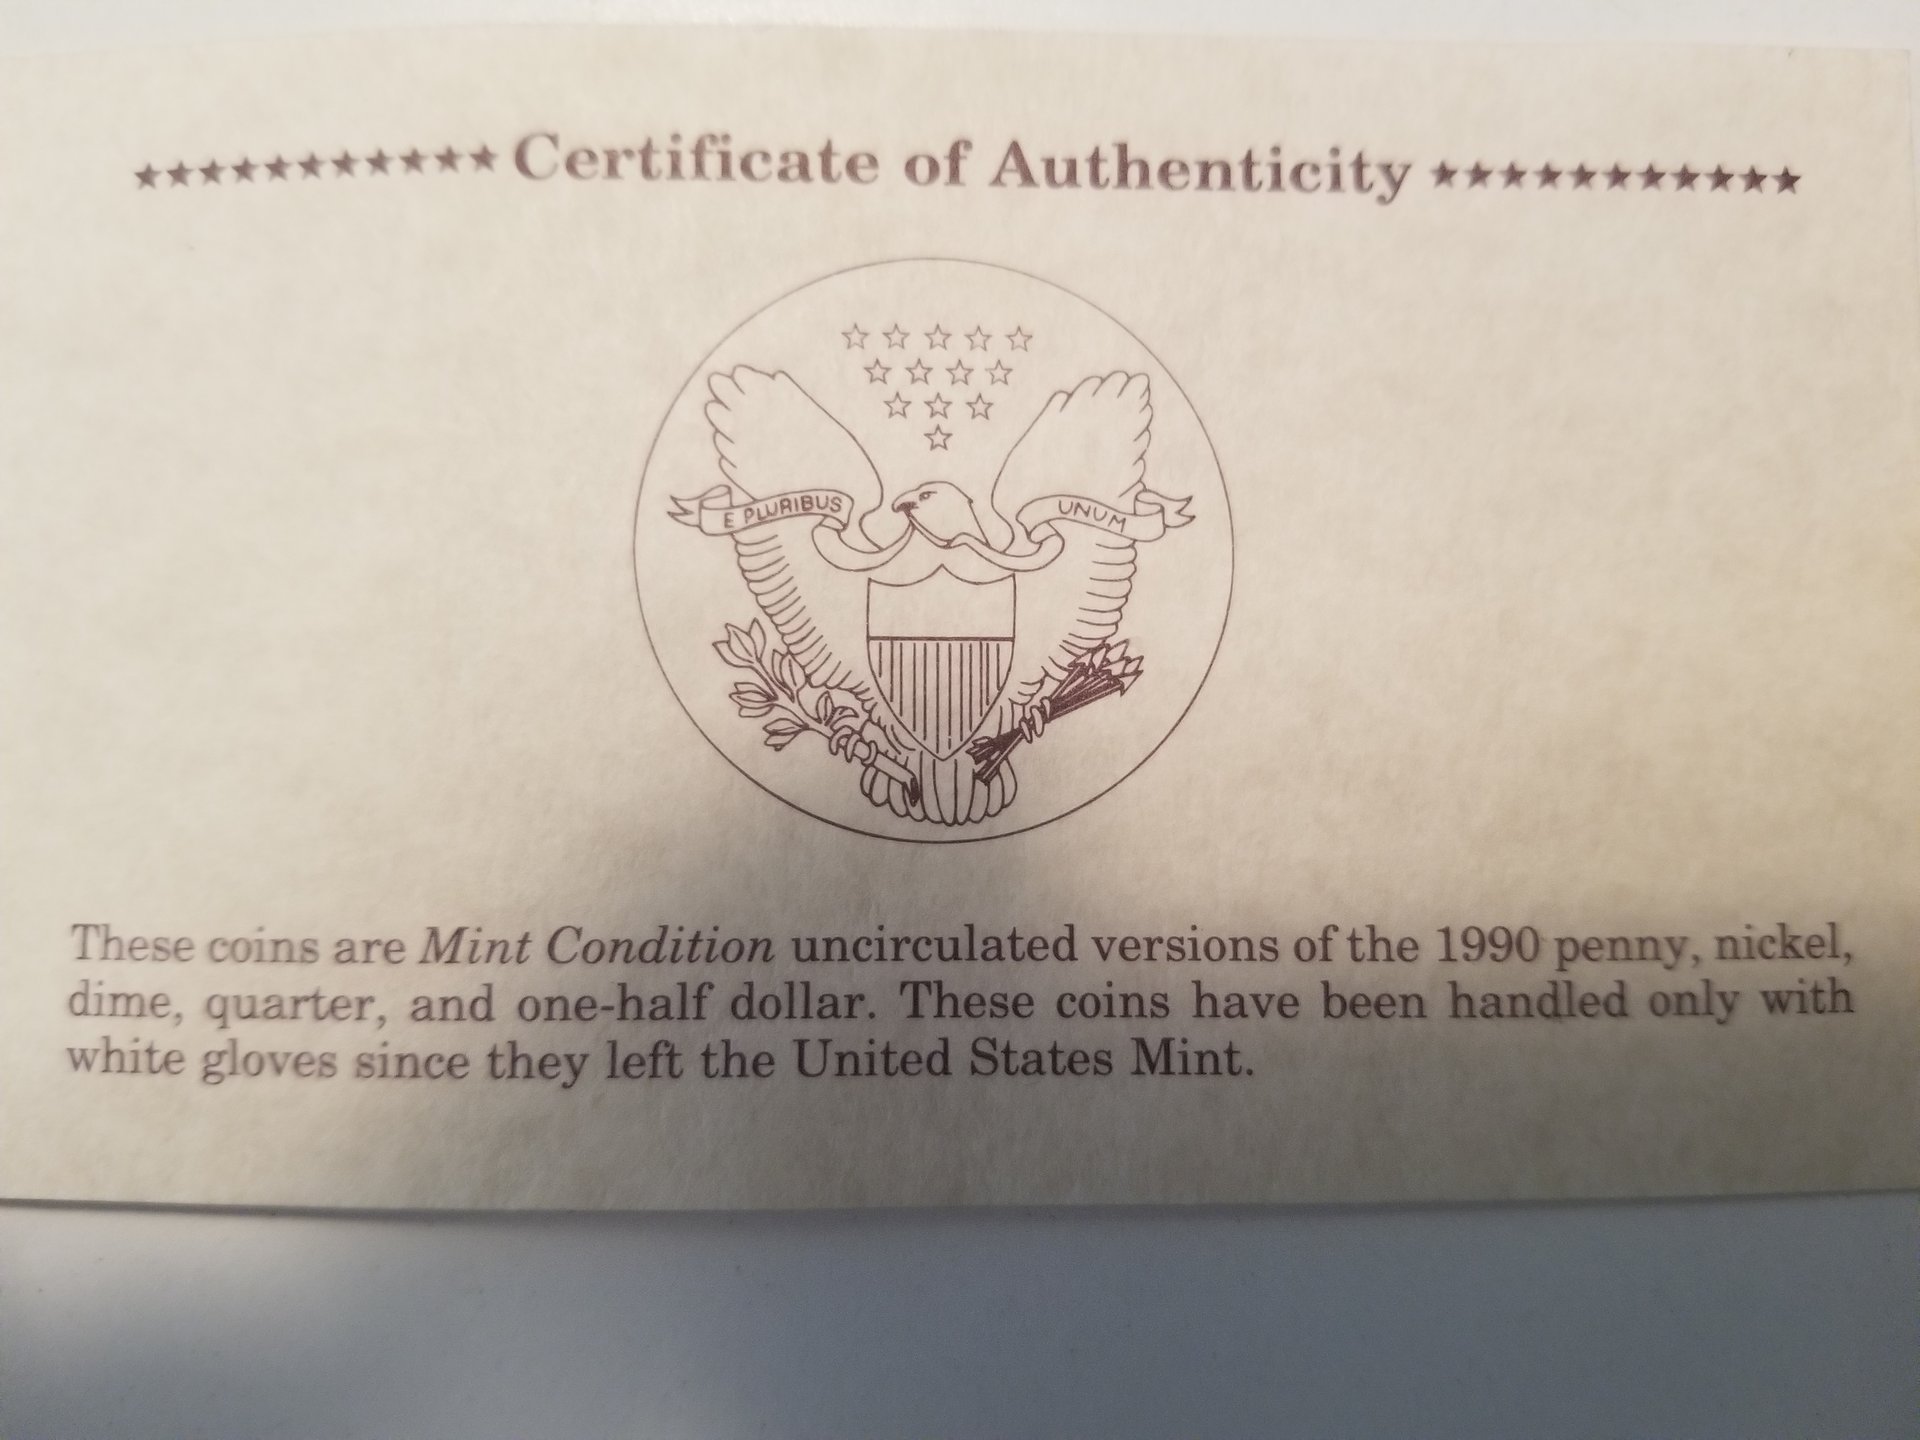 Certificate of Authenticity
E PLURIBUS UNUM
These coins are Mint Condition uncirculated versions of the 1990 penny, nickel,
dime, quarter, and one-half dollar. These coins have been handled only with
white gloves since they left the United States Mint.